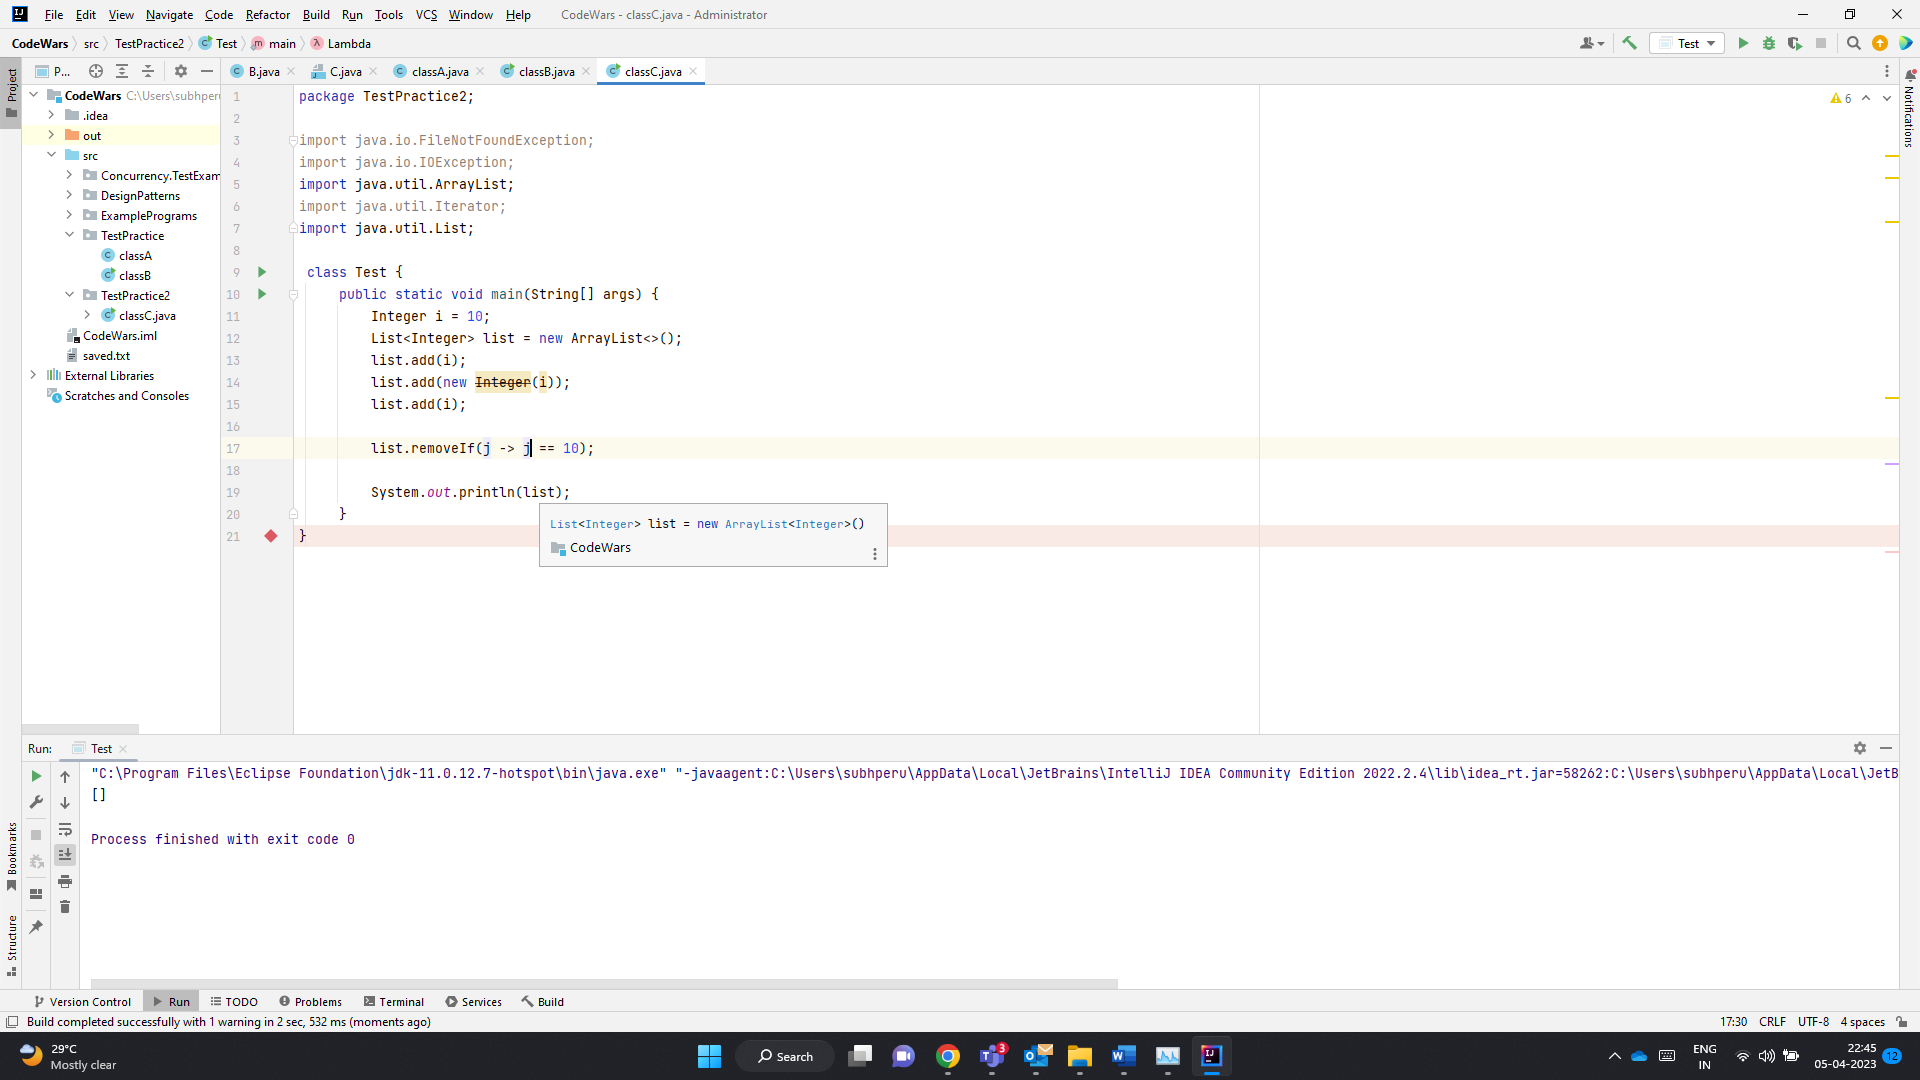 File Edit View Navigate Code Refactor Build Run Tools VCS Window Help CodeWars - classC.java - Administrator
CodeWars src TestPractice2 Test main Lambda
Test
Project
P...
B.java C.java classA.java classB.java classC.java
CodeWars C:\Users\subhperu
.idea
out
src
Concurrency.TestExam
DesignPatterns
ExamplePrograms
TestPractice
classA
classB
TestPractice2
classC.java
CodeWars.iml
saved.txt
External Libraries
Scratches and Consoles
6
Notifications
1 package TestPractice2;
2
3 import java.io.FileNotFoundException;
4 import java.io.IOException;
5 import java.util.ArrayList;
6 import java.util.Iterator;
7 import java.util.List;
8
9 class Test {
10 public static void main(String[] args) {
11 Integer i = 10;
12 List<Integer> list = new ArrayList<>();
13 list.add(i);
14 list.add(new Integer(i));
15 list.add(i);
16
17 list.removeIf(j -> j == 10);
18
19 System.out.println(list);
20 }
21 }
List<Integer> list = new ArrayList<Integer>()
CodeWars
Run: Test
"C:\Program Files\Eclipse Foundation\jdk-11.0.12.7-hotspot\bin\java.exe" "-javaagent:C:\Users\subhperu\AppData\Local\JetBrains\IntelliJ IDEA Community Edition 2022.2.4\lib\idea_rt.jar=58262:C:\Users\subhperu\AppData\Local\JetB
[]
Process finished with exit code 0
Bookmarks
Structure
Version Control Run TODO Problems Terminal Services Build
Build completed successfully with 1 warning in 2 sec, 532 ms (moments ago)
17:30 CRLF UTF-8 4 spaces
29°C
Mostly clear
Search
3
ENG
IN
22:45
05-04-2023
12